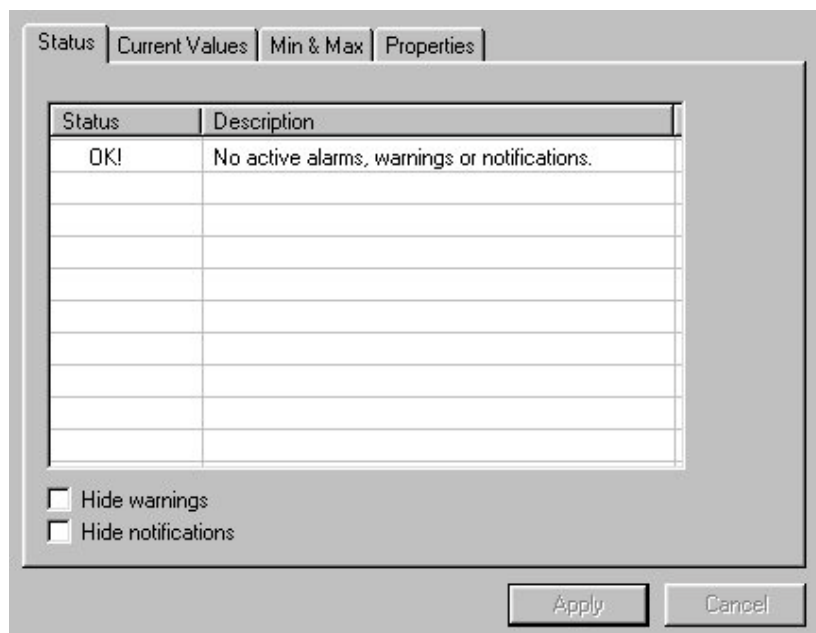 Status Current Values Min & Max Properties
Status Description
OK! No active alarms, warnings or notifications.
Hide warnings
Hide notifications
Apply Cancel